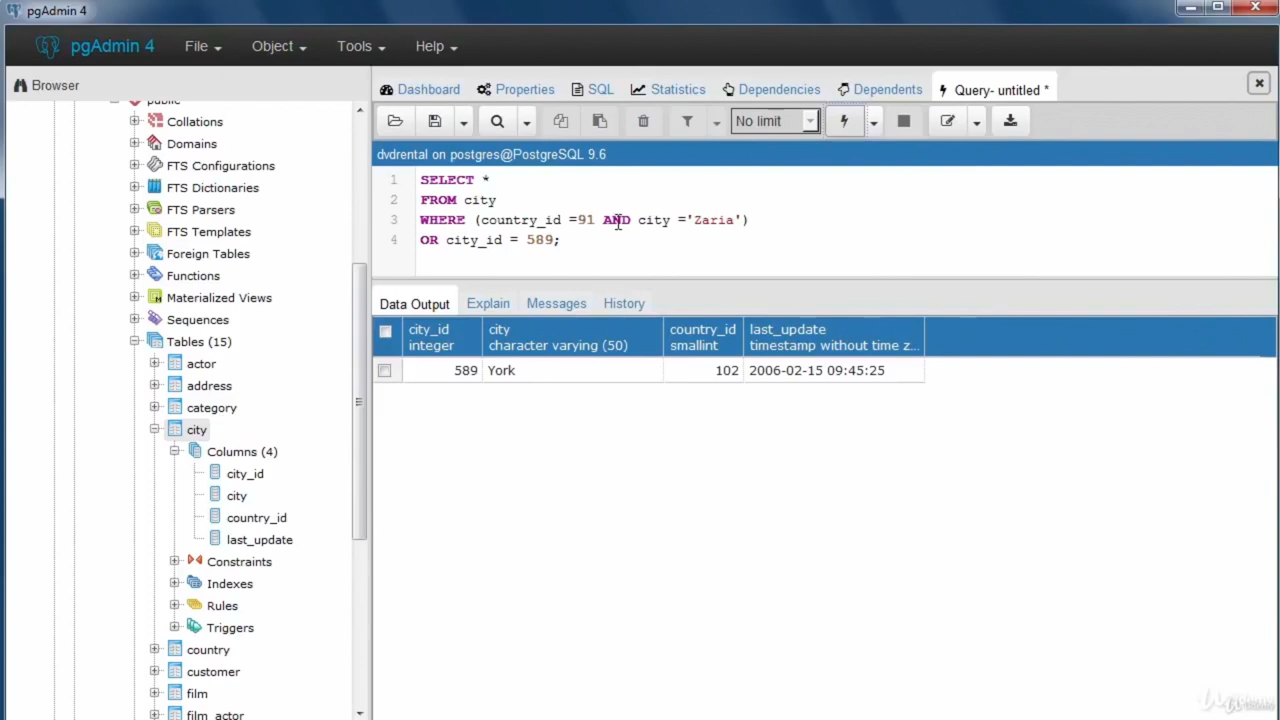 pgAdmin 4
pgAdmin 4 File Object Tools Help
Browser
Dashboard Properties SQL Statistics Dependencies Dependents Query- untitled *
public
Collations
Domains
FTS Configurations
FTS Dictionaries
FTS Parsers
FTS Templates
Foreign Tables
Functions
Materialized Views
Sequences
Tables (15)
actor
address
category
city
Columns (4)
city_id
city
country_id
last_update
Constraints
Indexes
Rules
Triggers
country
customer
film
film_actor
No limit
dvdrental on postgres@PostgreSQL 9.6
1 SELECT *
2 FROM city
3 WHERE (country_id =91 AND city ='Zaria')
4 OR city_id = 589;
Data Output Explain Messages History
city_id city country_id last_update
integer character varying (50) smallint timestamp without time z...
589 York 102 2006-02-15 09:45:25